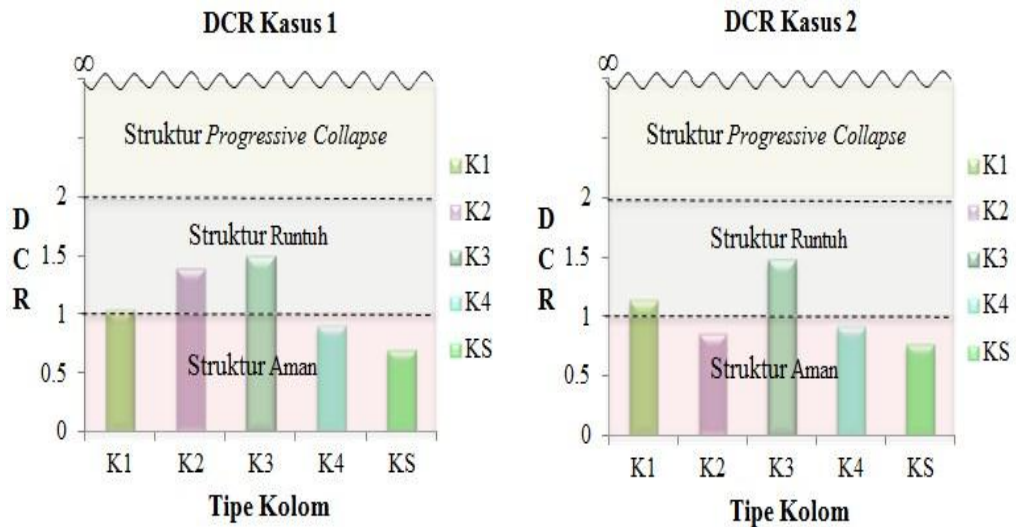 DCR Kasus 1
∞
Struktur Progressive Collapse
2
Struktur Runtuh
1.5
1
Struktur Aman
0.5
0
D
C
R
K1 K2 K3 K4 KS
Tipe Kolom
K1
K2
K3
K4
KS
DCR Kasus 2
∞
Struktur Progressive Collapse
2
Struktur Runtuh
1.5
1
Struktur Aman
0.5
0
D
C
R
K1 K2 K3 K4 KS
Tipe Kolom
K1
K2
K3
K4
KS